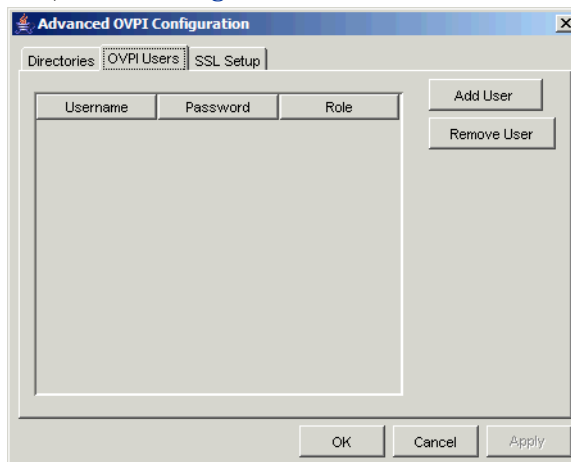 Advanced OVPI Configuration
Directories OVPI Users SSL Setup
Username Password Role
Add User
Remove User
OK Cancel Apply